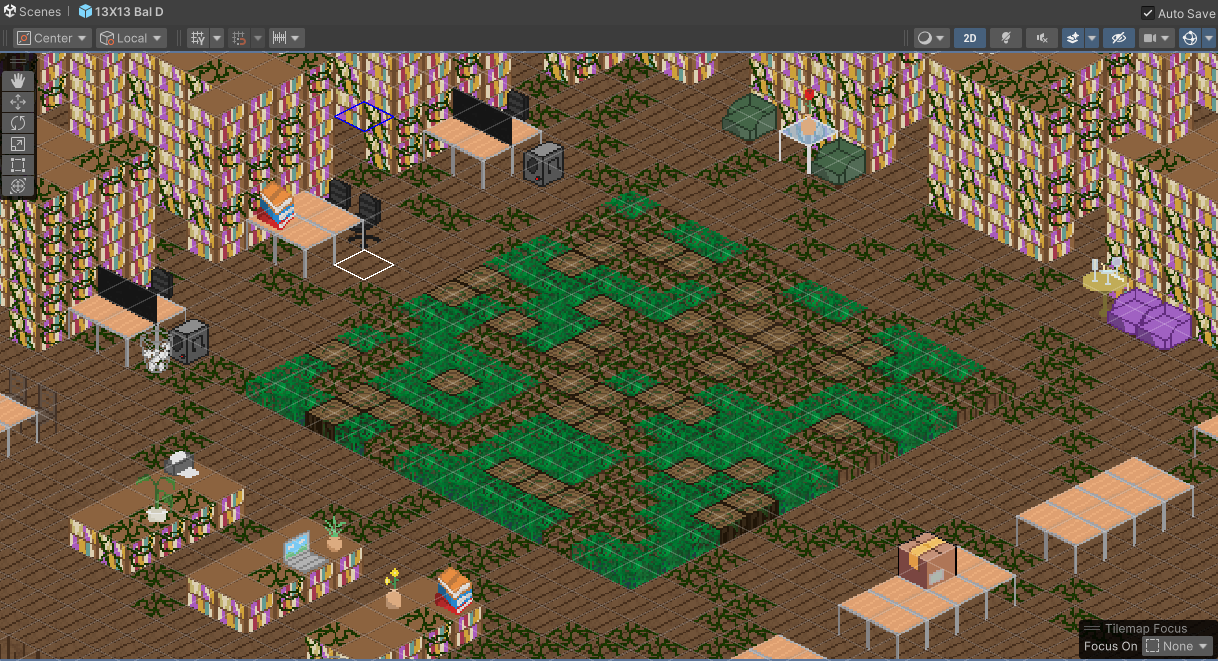 Scenes | 13X13 Bal D
Auto Save
Center Local 2D
Tilemap Focus
Focus On None